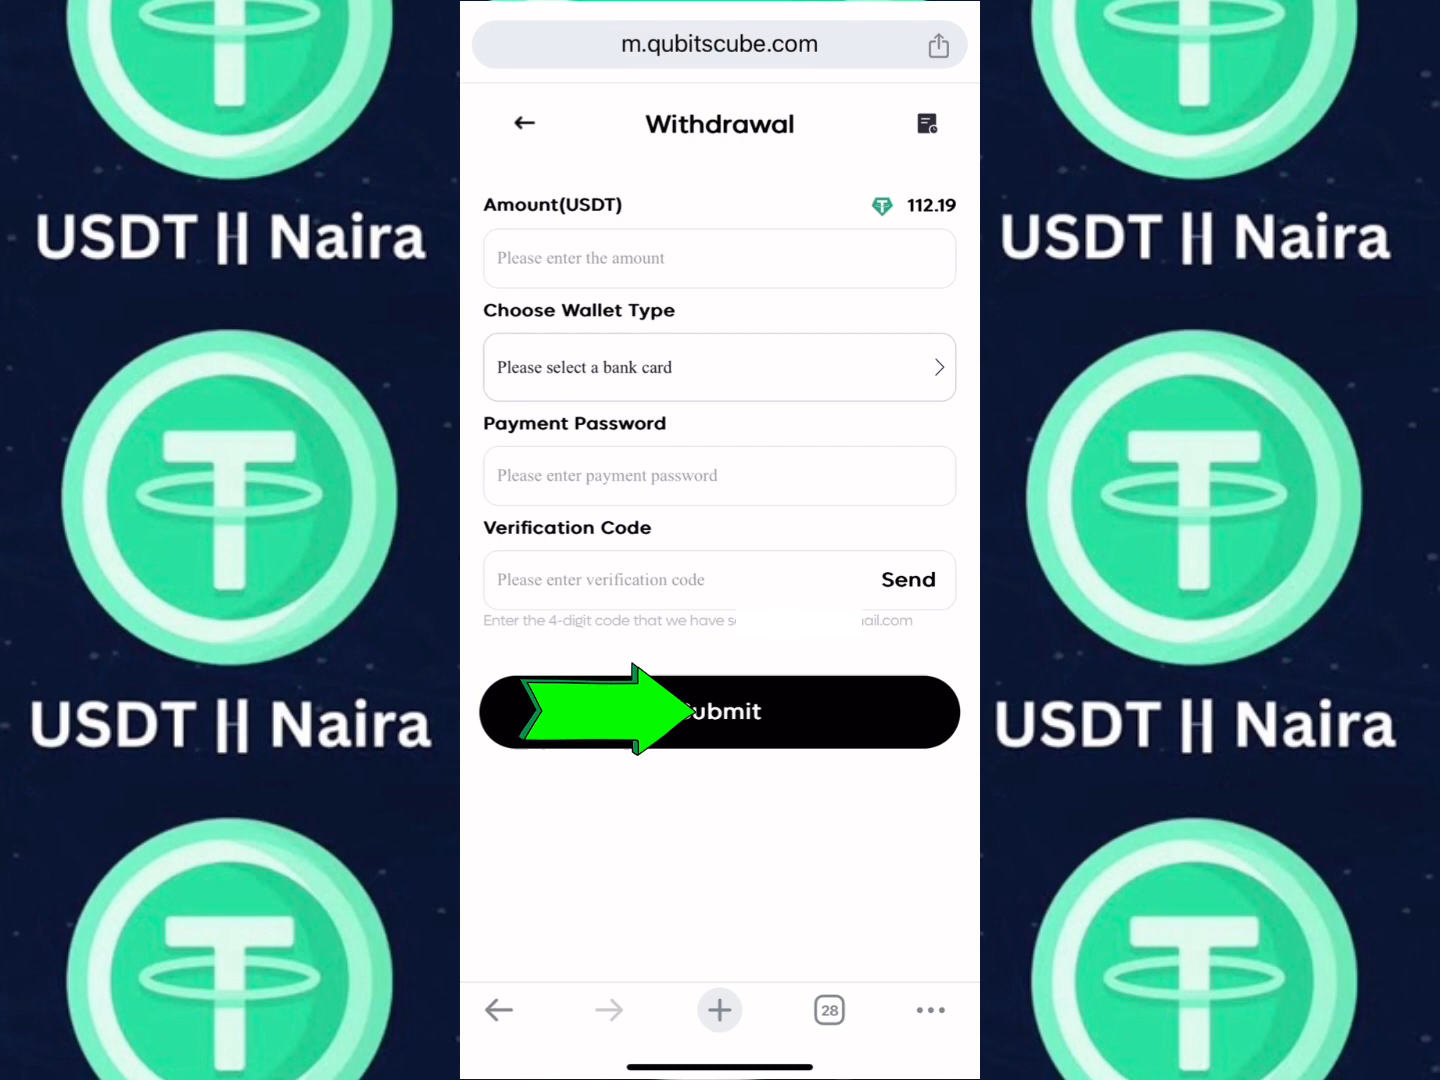 m.qubitscube.com
Withdrawal
Amount(USDT) 112.19
Please enter the amount
Choose Wallet Type
Please select a bank card
Payment Password
Please enter payment password
Verification Code
Please enter verification code Send
Enter the 4-digit code that we have ail.com
ubmit
28
USDT || Naira
USDT || Naira
USDT || Naira
USDT || Naira